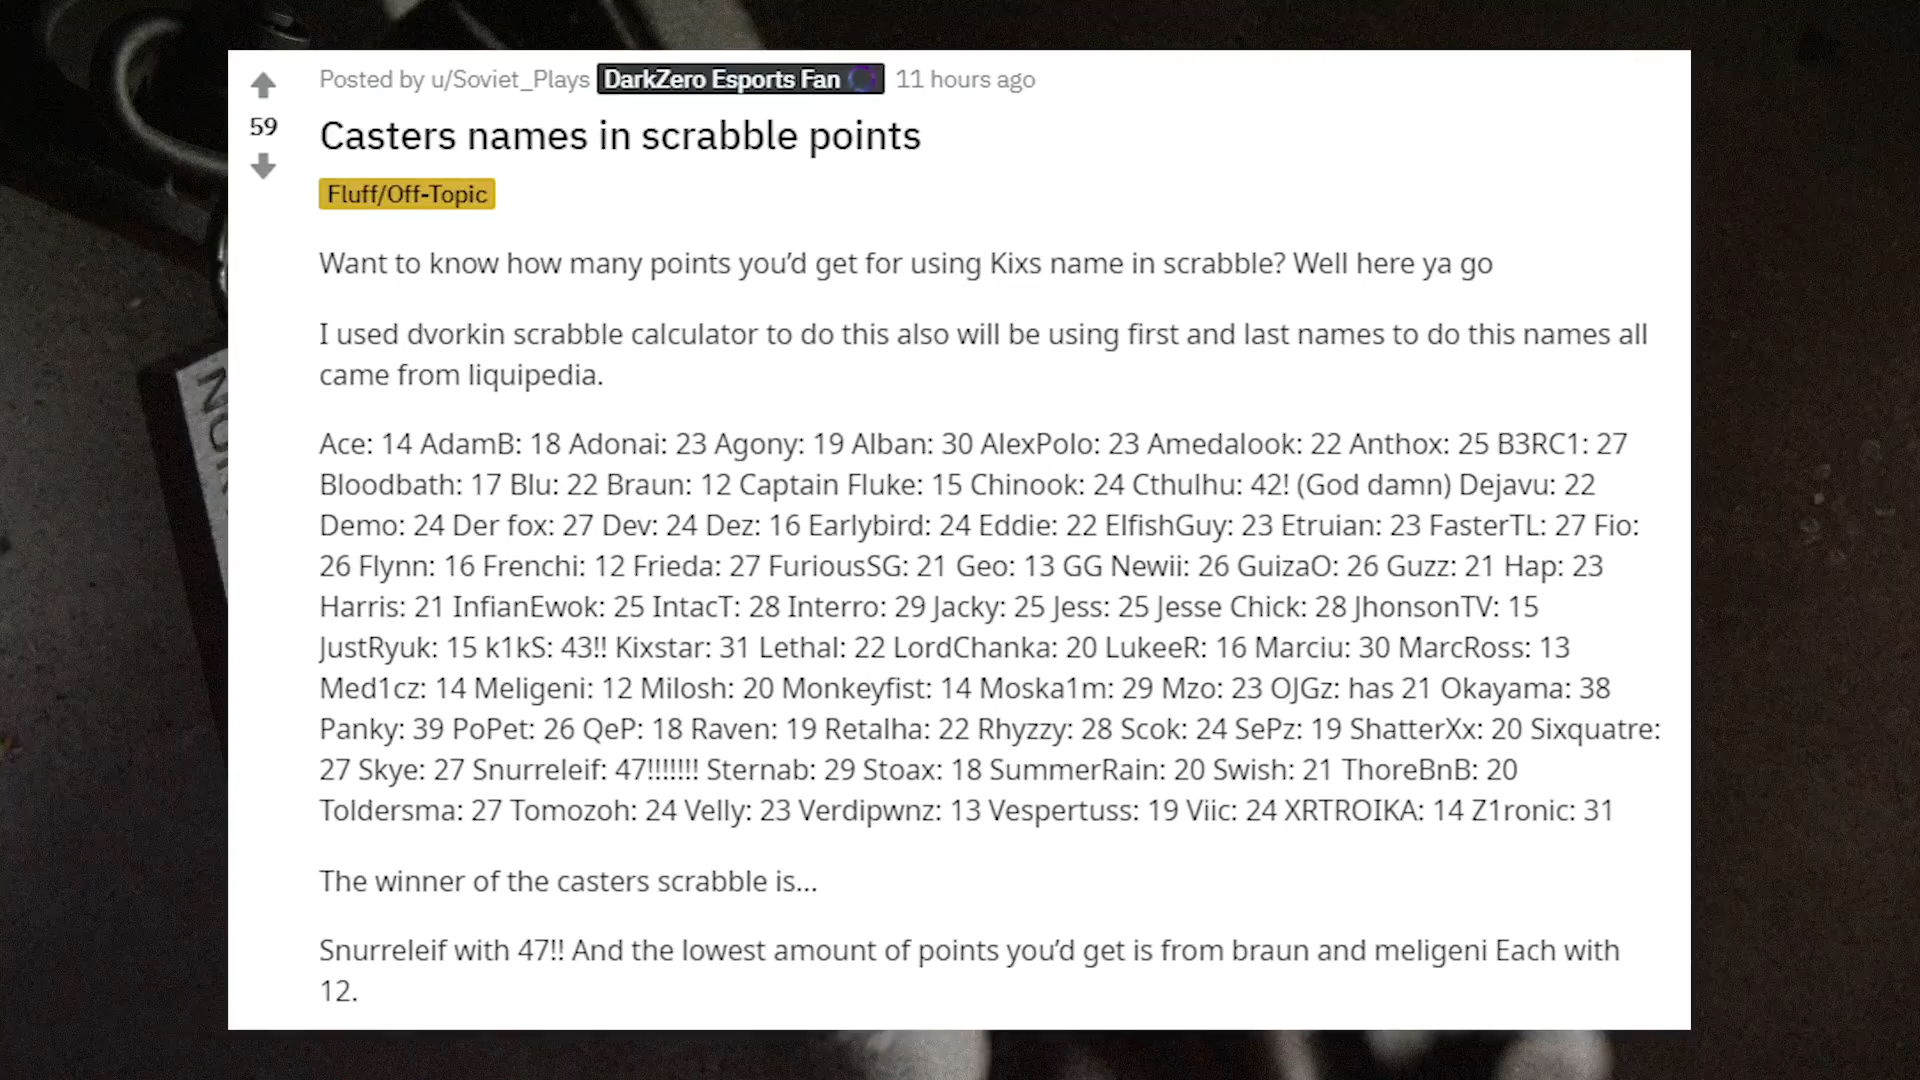 Posted by u/Soviet_Plays DarkZero Esports Fan 11 hours ago
59
Casters names in scrabble points
Fluff/Off-Topic
Want to know how many points you’d get for using Kixs name in scrabble? Well here ya go
I used dvorkin scrabble calculator to do this also will be using first and last names to do this names all
came from liquipedia.
Ace: 14 AdamB: 18 Adonai: 23 Agony: 19 Alban: 30 AlexPolo: 23 Amedalook: 22 Anthox: 25 B3RC1: 27
Bloodbath: 17 Blu: 22 Braun: 12 Captain Fluke: 15 Chinook: 24 Cthulhu: 42! (God damn) Dejavu: 22
Demo: 24 Der fox: 27 Dev: 24 Dez: 16 Earlybird: 24 Eddie: 22 ElfishGuy: 23 Etruian: 23 FasterTL: 27 Fio:
26 Flynn: 16 Frenchi: 12 Frieda: 27 FuriousSG: 21 Geo: 13 GG Newii: 26 GuizaO: 26 Guzz: 21 Hap: 23
Harris: 21 InfianEwok: 25 IntacT: 28 Interro: 29 Jacky: 25 Jess: 25 Jesse Chick: 28 JhonsonTV: 15
JustRyuk: 15 k1kS: 43!! Kixstar: 31 Lethal: 22 LordChanka: 20 LukeeR: 16 Marciu: 30 MarcRoss: 13
Med1cz: 14 Meligeni: 12 Milosh: 20 Monkeyfist: 14 Moska1m: 29 Mzo: 23 OJGz: has 21 Okayama: 38
Panky: 39 PoPet: 26 QeP: 18 Raven: 19 Retalha: 22 Rhyzzy: 28 Scok: 24 SePz: 19 ShatterXx: 20 Sixquatre:
27 Skye: 27 Snurreleif: 47!!!!!!! Sternab: 29 Stoax: 18 SummerRain: 20 Swish: 21 ThoreBnB: 20
Toldersma: 27 Tomozoh: 24 Velly: 23 Verdipwnz: 13 Vespertuss: 19 Viic: 24 XRTROIKA: 14 Z1ronic: 31
The winner of the casters scrabble is...
Snurreleif with 47!! And the lowest amount of points you’d get is from braun and meligeni Each with
12.